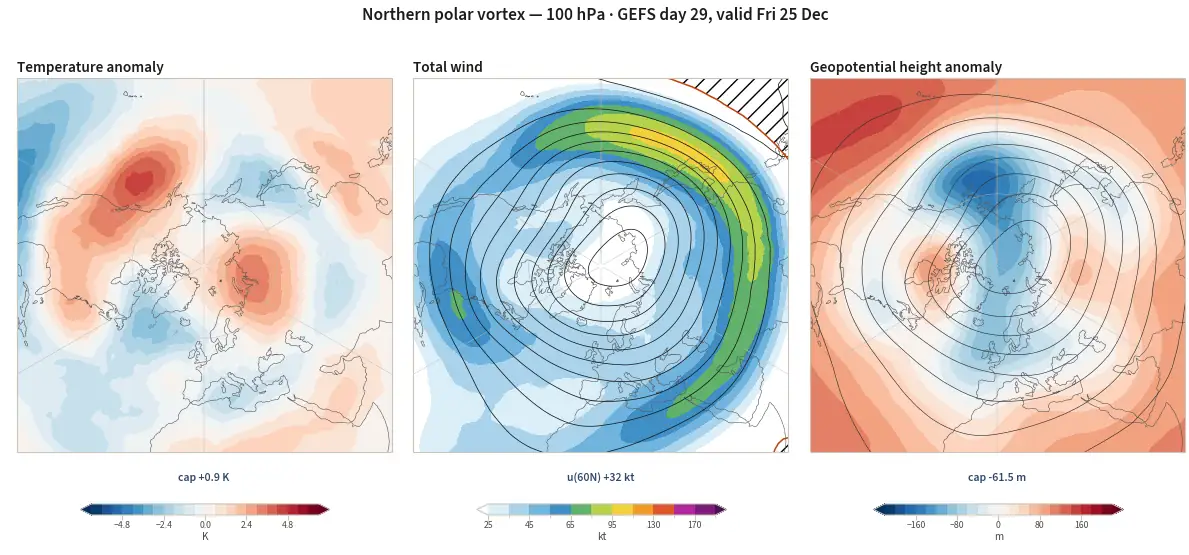 Northern polar vortex — 100 hPa · GEFS day 29, valid Fri 25 Dec
Temperature anomaly
Total wind
Geopotential height anomaly
cap +0.9 K
u(60N) +32 kt
cap -61.5 m
−4.8 −2.4 0.0 2.4 4.8
K
25 45 65 95 130 170
kt
−160 −80 0 80 160
m